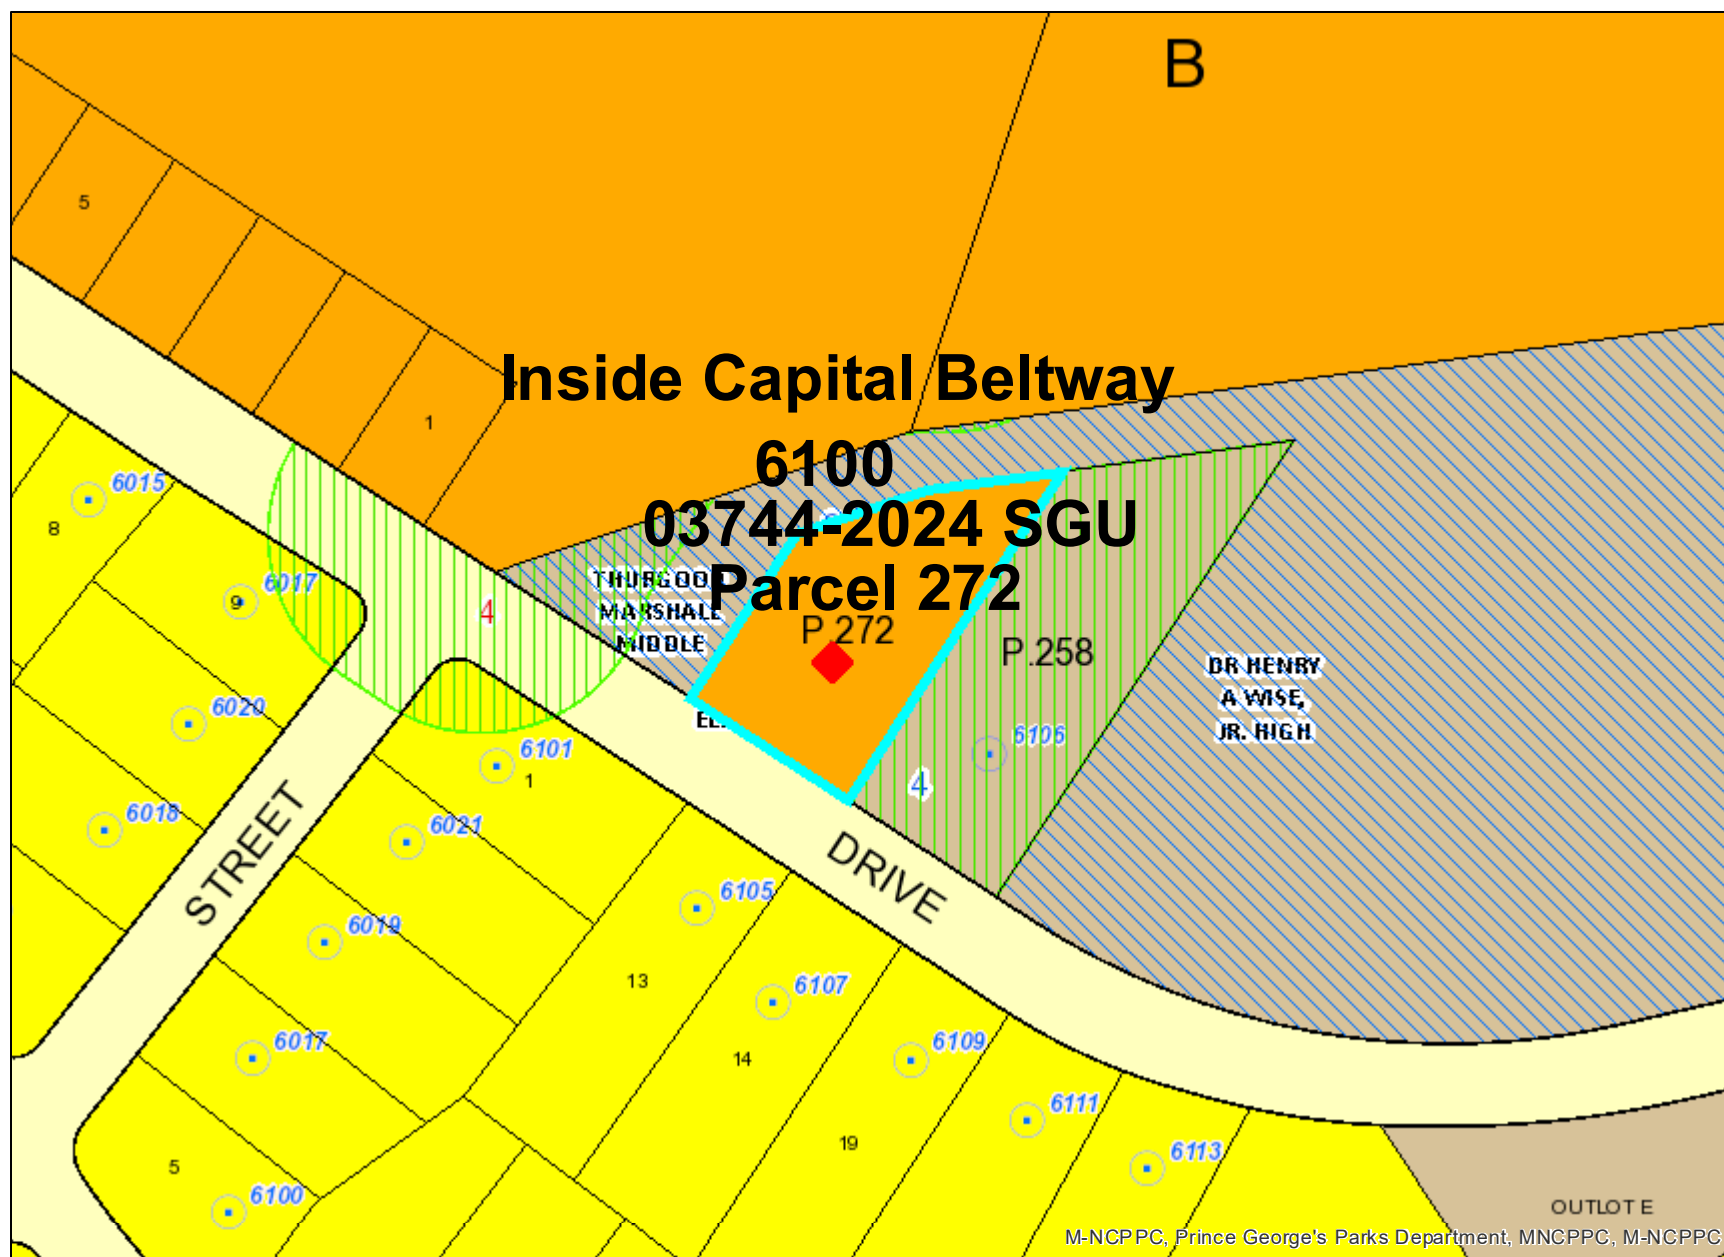 B
5
Inside Capital Beltway
1
6100
6015
03744-2024 SGU
8
THURGOOD
Parcel 272
6017
9
4
MARSHALL
P.272
MIDDLE
P.258
DR HENRY
A WISE,
JR. HIGH
6020
6106
6101
1
4
6018
6021
STREET
DRIVE
6105
6019
13
6107
6017
14
6109
6111
19
6113
5
6100
OUTLOT E
M-NCPPC, Prince George's Parks Department, MNCPPC, M-NCPPC